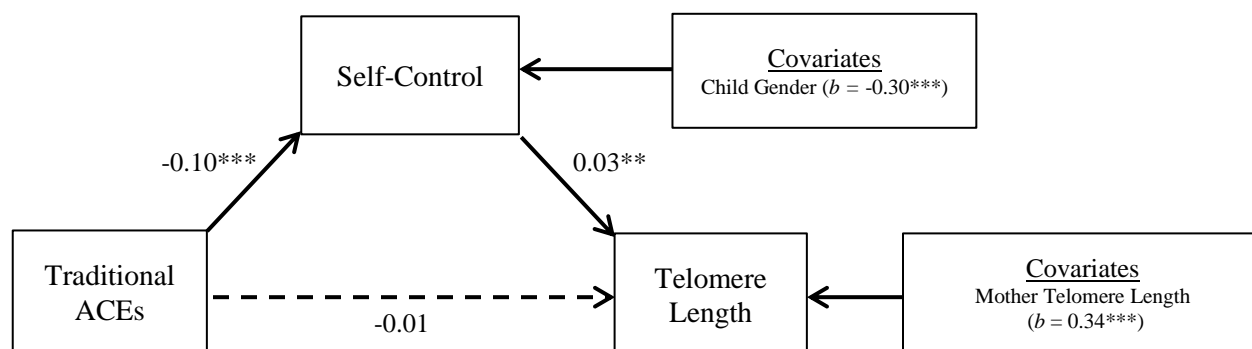 Self-Control
Covariates
Child Gender (b = -0.30***)
-0.10***
0.03**
Traditional
ACEs
-0.01
Telomere
Length
Covariates
Mother Telomere Length
(b = 0.34***)